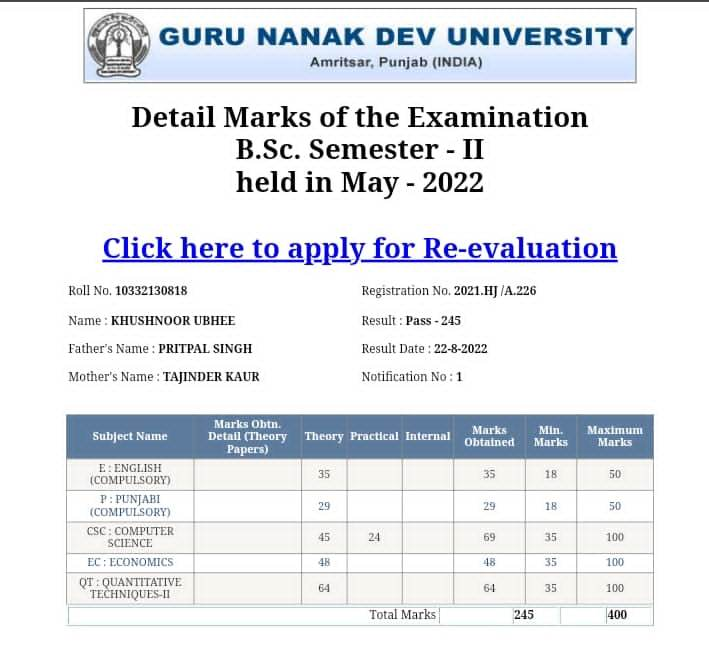 GURU NANAK DEV UNIVERSITY
Amritsar, Punjab (INDIA)
Detail Marks of the Examination
B.Sc. Semester - II
held in May - 2022
Click here to apply for Re-evaluation
Roll No. 10332130818 Registration No. 2021.HJ /A.226
Name : KHUSHNOOR UBHEE Result : Pass - 245
Father's Name : PRITPAL SINGH Result Date : 22-8-2022
Mother's Name : TAJINDER KAUR Notification No : 1
Subject Name Marks Obtn. Detail (Theory Papers) Theory Practical Internal Marks Obtained Min. Marks Maximum Marks
E : ENGLISH (COMPULSORY) 35 35 18 50
P : PUNJABI (COMPULSORY) 29 29 18 50
CSC : COMPUTER SCIENCE 45 24 69 35 100
EC : ECONOMICS 48 48 35 100
QT : QUANTITATIVE TECHNIQUES-II 64 64 35 100
Total Marks 245 400